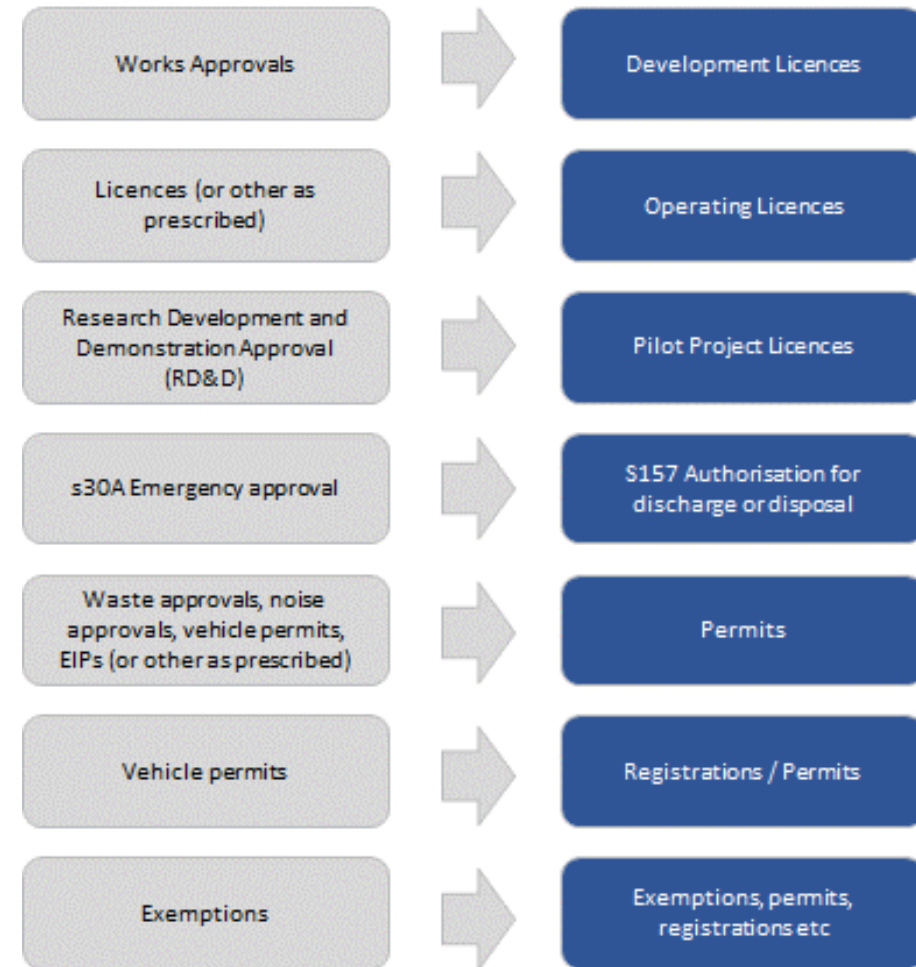 Works Approvals
Development Licences
Licences (or other as
prescribed)
Operating Licences
Research Development and
Demonstration Approval
(RD&D)
Pilot Project Licences
s30A Emergency approval
S157 Authorisation for
discharge or disposal
Waste approvals, noise
approvals, vehicle permits,
EIPs (or other as prescribed)
Permits
Vehicle permits
Registrations / Permits
Exemptions
Exemptions, permits,
registrations etc